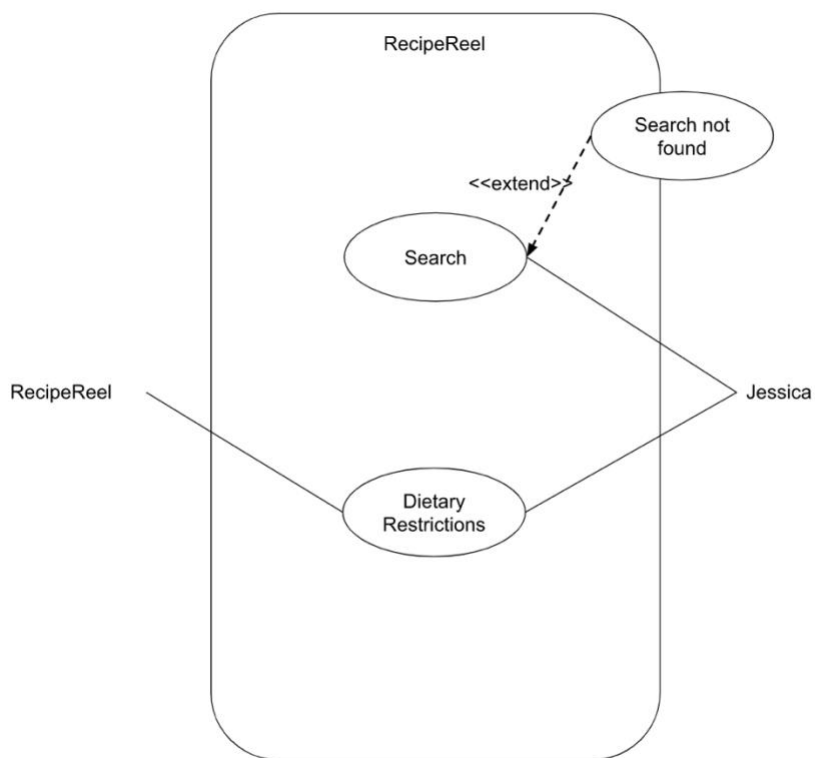 RecipeReel
Search not
found
<<extend>>
Search
RecipeReel
Jessica
Dietary
Restrictions